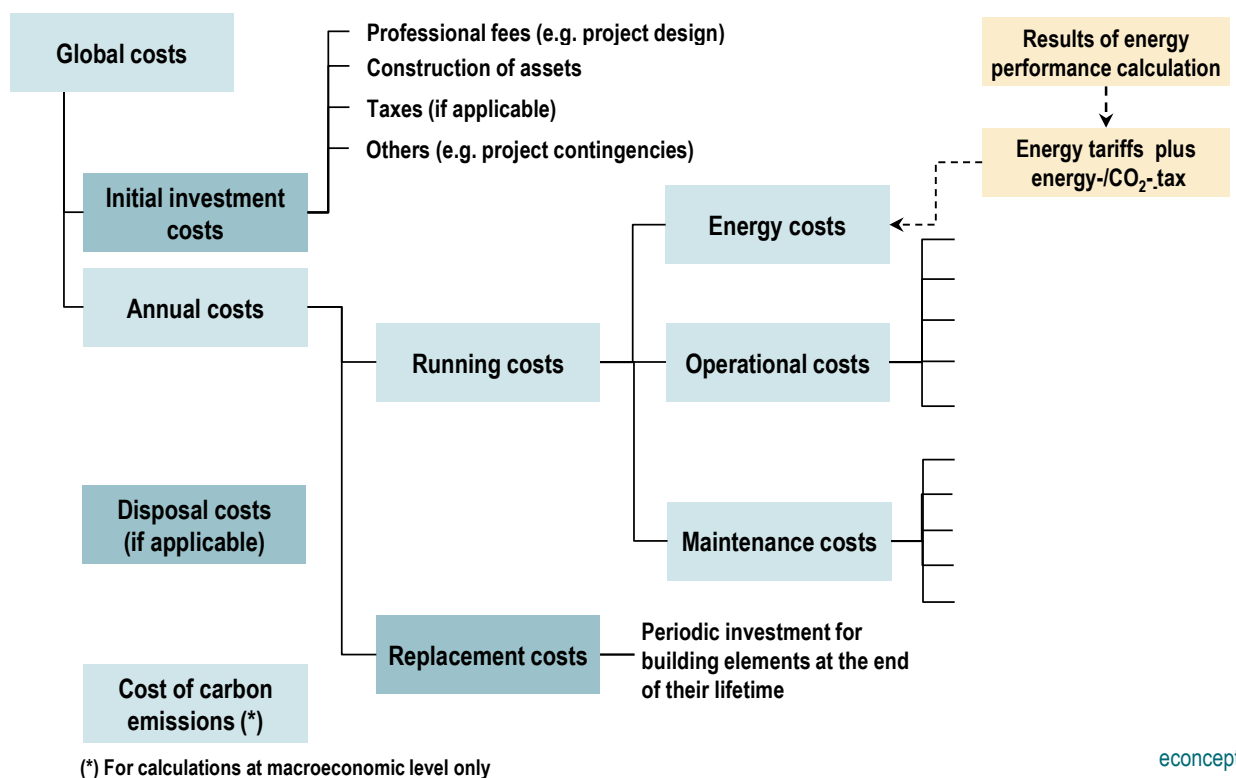 Global costs
Professional fees (e.g. project design)
Construction of assets
Taxes (if applicable)
Others (e.g. project contingencies)
Results of energy
performance calculation
Energy tariffs plus
energy-/CO₂-tax
Initial investment
costs
Energy costs
Annual costs
Running costs
Operational costs
Disposal costs
(if applicable)
Maintenance costs
Replacement costs
Periodic investment for
building elements at the end
of their lifetime
Cost of carbon
emissions (*)
(*) For calculations at macroeconomic level only
econcept